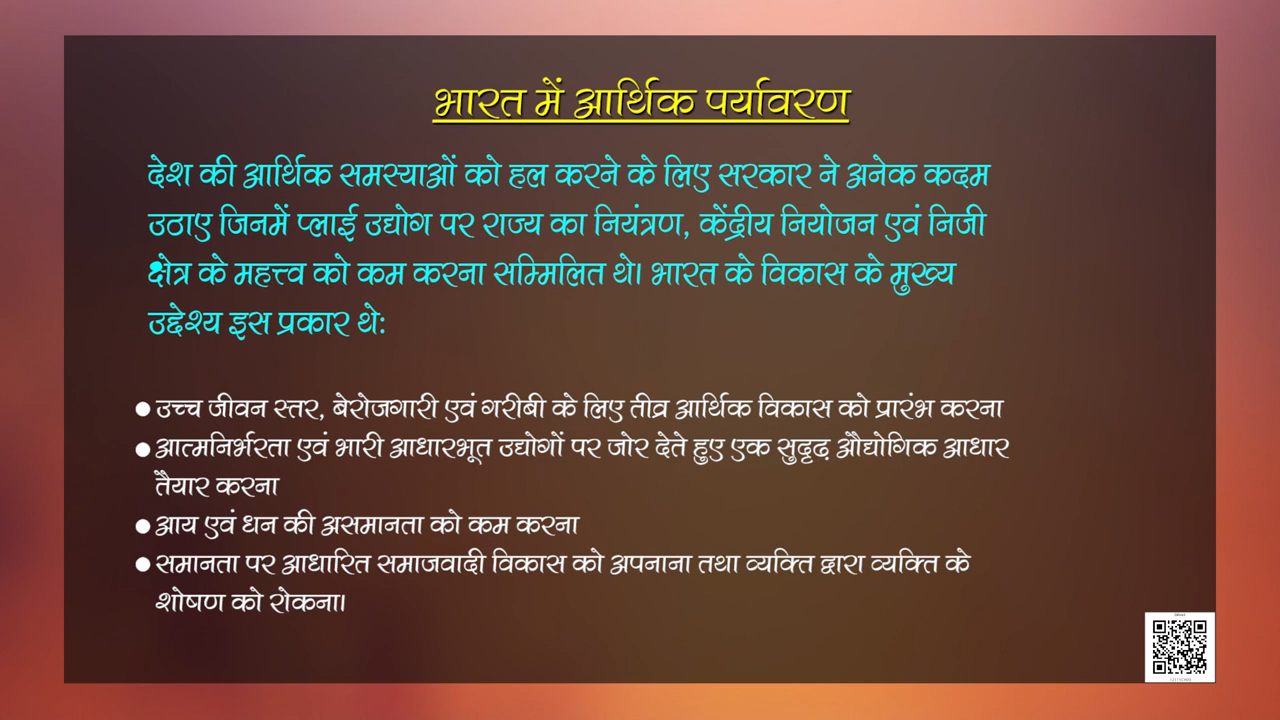 भारत में आर्थिक पर्यावरण
देश की आर्थिक समस्याओं को हल करने के लिए सरकार ने अनेक कदम
उठाए जिनमें प्लाई उद्योग पर राज्य का नियंत्रण, केंद्रीय नियोजन एवं निजी
क्षेत्र के महत्त्व को कम करना सम्मिलित थे। भारत के विकास के मुख्य
उद्देश्य इस प्रकार थे:
● उच्च जीवन स्तर, बेरोजगारी एवं गरीबी के लिए तीव्र आर्थिक विकास को प्रारंभ करना
● आत्मनिर्भरता एवं भारी आधारभूत उद्योगों पर जोर देते हुए एक सुदृढ़ औद्योगिक आधार
तैयार करना
● आय एवं धन की असमानता को कम करना
● समानता पर आधारित समाजवादी विकास को अपनाना तथा व्यक्ति द्वारा व्यक्ति के
शोषण को रोकना।